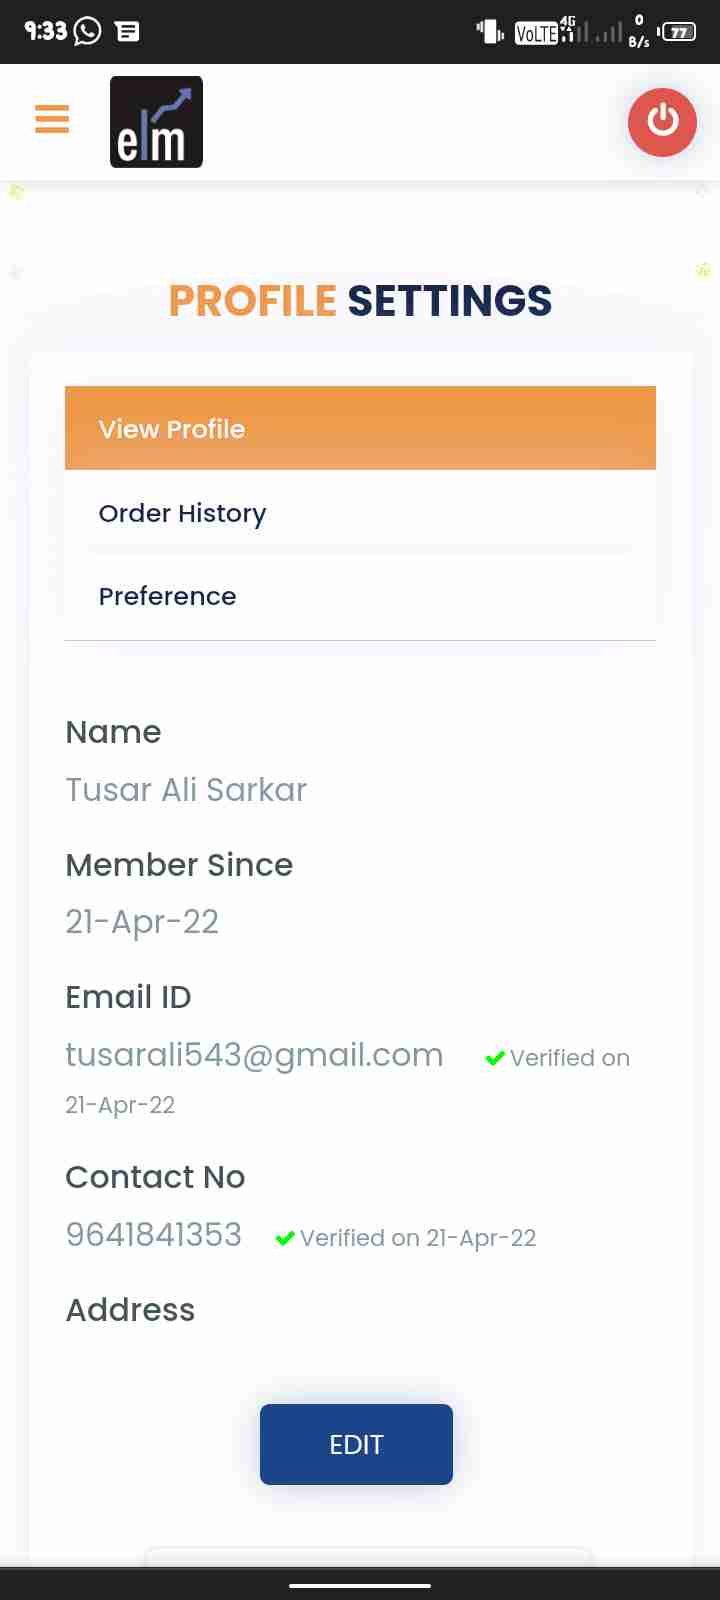 9:33 VoLTE 4G 0 B/s 77
elm
PROFILE SETTINGS
View Profile
Order History
Preference
Name
Tusar Ali Sarkar
Member Since
21-Apr-22
Email ID
tusarali543@gmail.com Verified on
21-Apr-22
Contact No
9641841353 Verified on 21-Apr-22
Address
EDIT